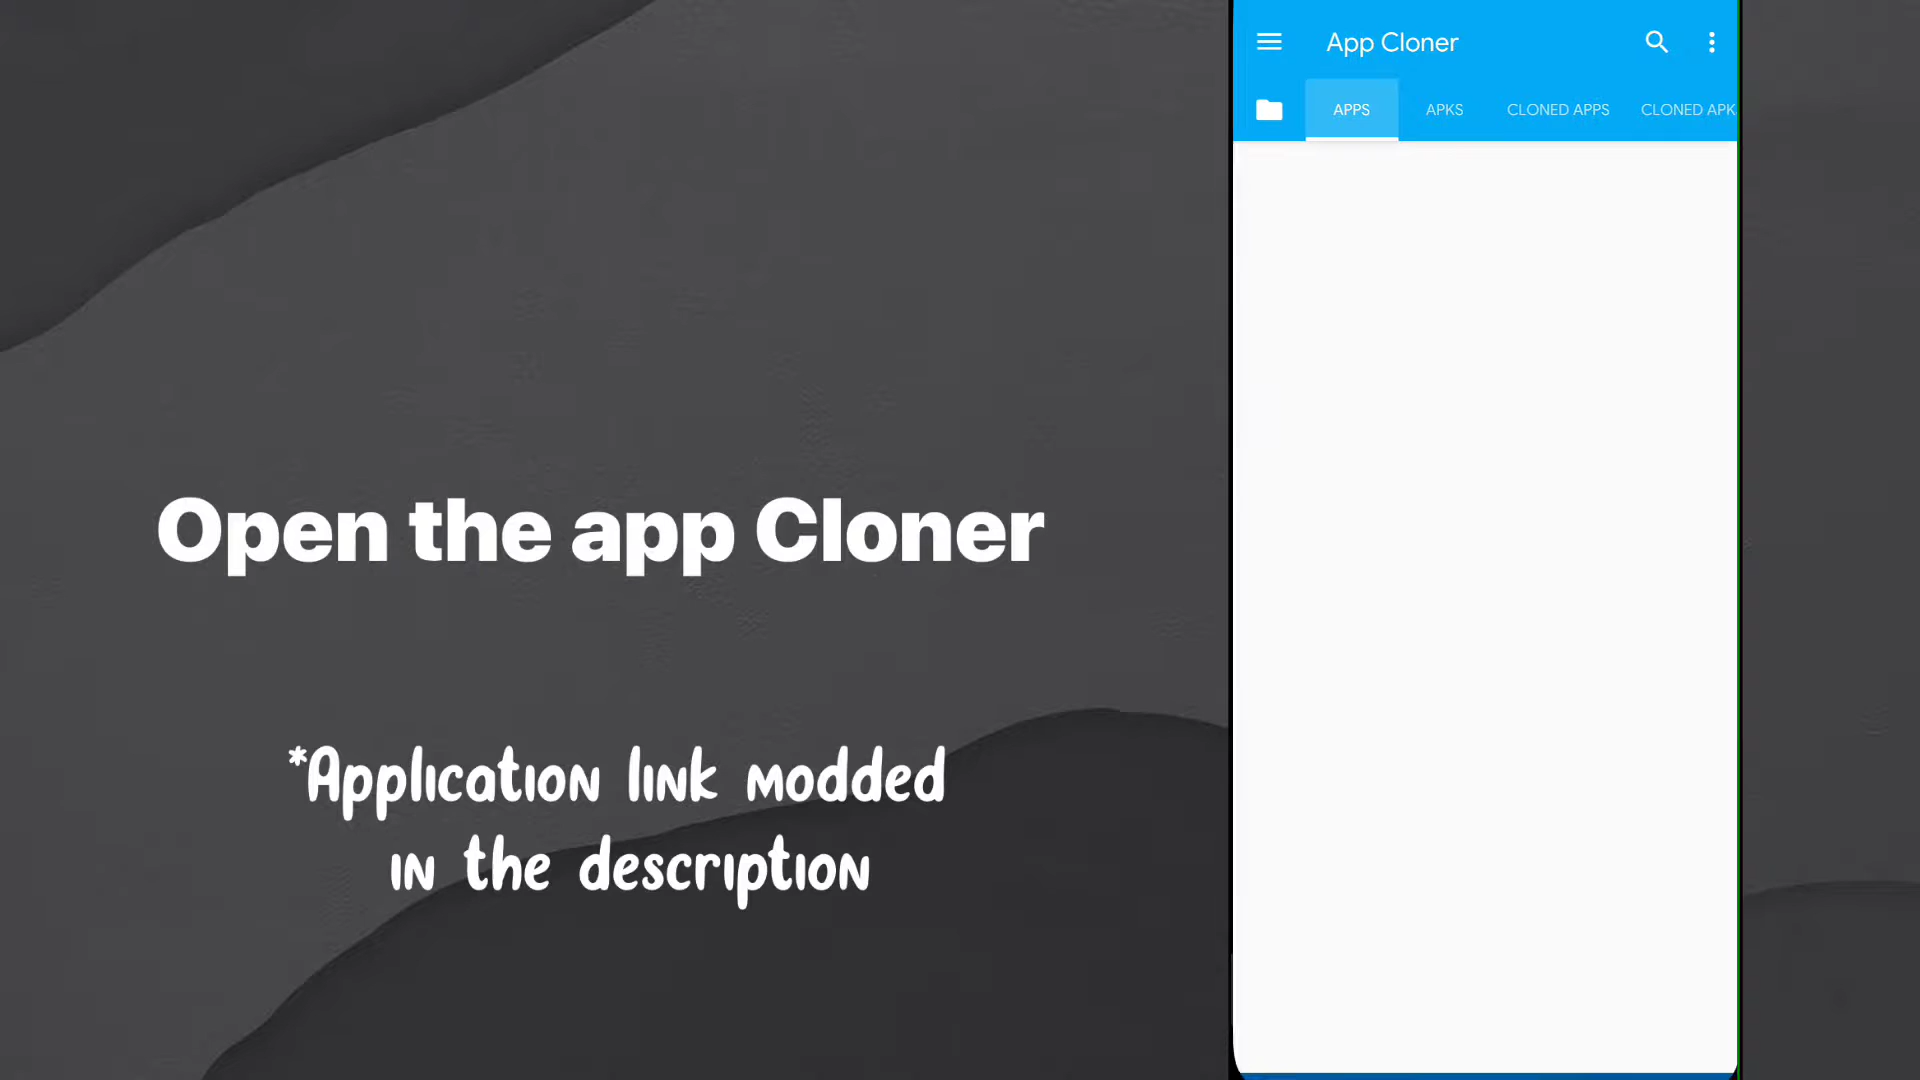 Open the app Cloner
*Application link modded
in the description
App Cloner
APPS
APKS
CLONED APPS
CLONED APK